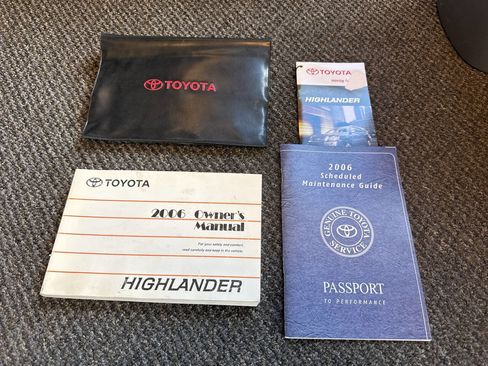 TOYOTA
TOYOTA
HIGHLANDER
TOYOTA
2006 Owner's
Manual
For your safety and comfort,
read carefully and keep in the vehicle.
HIGHLANDER
2006
Scheduled
Maintenance Guide
GENUINE TOYOTA
SERVICE
PASSPORT
TO PERFORMANCE